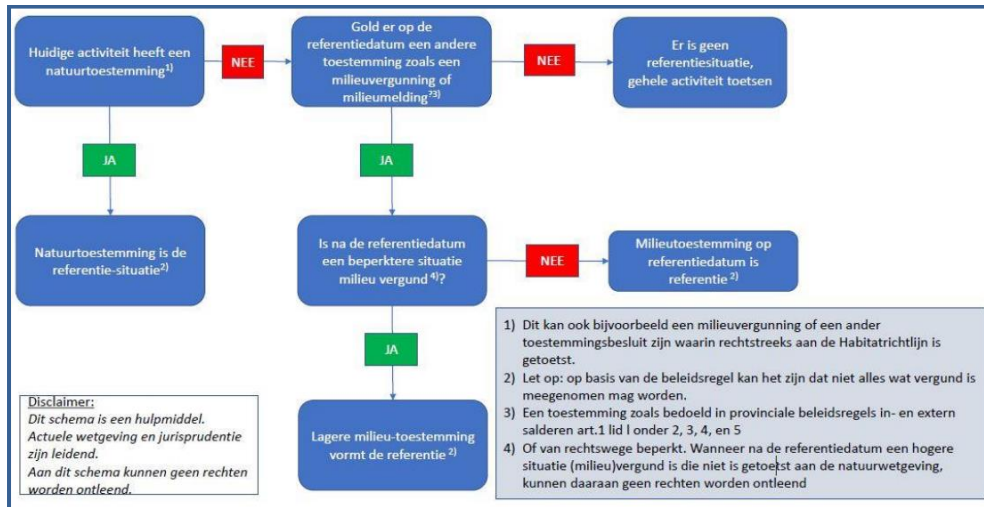 Huidige activiteit heeft een
natuurtoestemming1)
NEE
Gold er op de
referentiedatum een andere
toestemming zoals een
milieuvergunning of
milieumelding?3)
NEE
Er is geen
referentiesituatie,
gehele activiteit toetsen
JA
JA
Natuurtoestemming is de
referentie-situatie2)
Is na de referentiedatum
een beperktere situatie
milieu vergund 4)?
NEE
Milieutoestemming op
referentiedatum is
referentie 2)
JA
Lagere milieu-toestemming
vormt de referentie 2)
Disclaimer:
Dit schema is een hulpmiddel.
Actuele wetgeving en jurisprudentie
zijn leidend.
Aan dit schema kunnen geen rechten
worden ontleend.
1) Dit kan ook bijvoorbeeld een milieuvergunning of een ander
toestemmingsbesluit zijn waarin rechtstreeks aan de Habitatrichtlijn is
getoetst.
2) Let op: op basis van de beleidsregel kan het zijn dat niet alles wat vergund is
meegenomen mag worden.
3) Een toestemming zoals bedoeld in provinciale beleidsregels in- en extern
salderen art.1 lid l onder 2, 3, 4, en 5
4) Of van rechtswege beperkt. Wanneer na de referentiedatum een hogere
situatie (milieu)vergund is die niet is getoetst aan de natuurwetgeving,
kunnen daaraan geen rechten worden ontleend